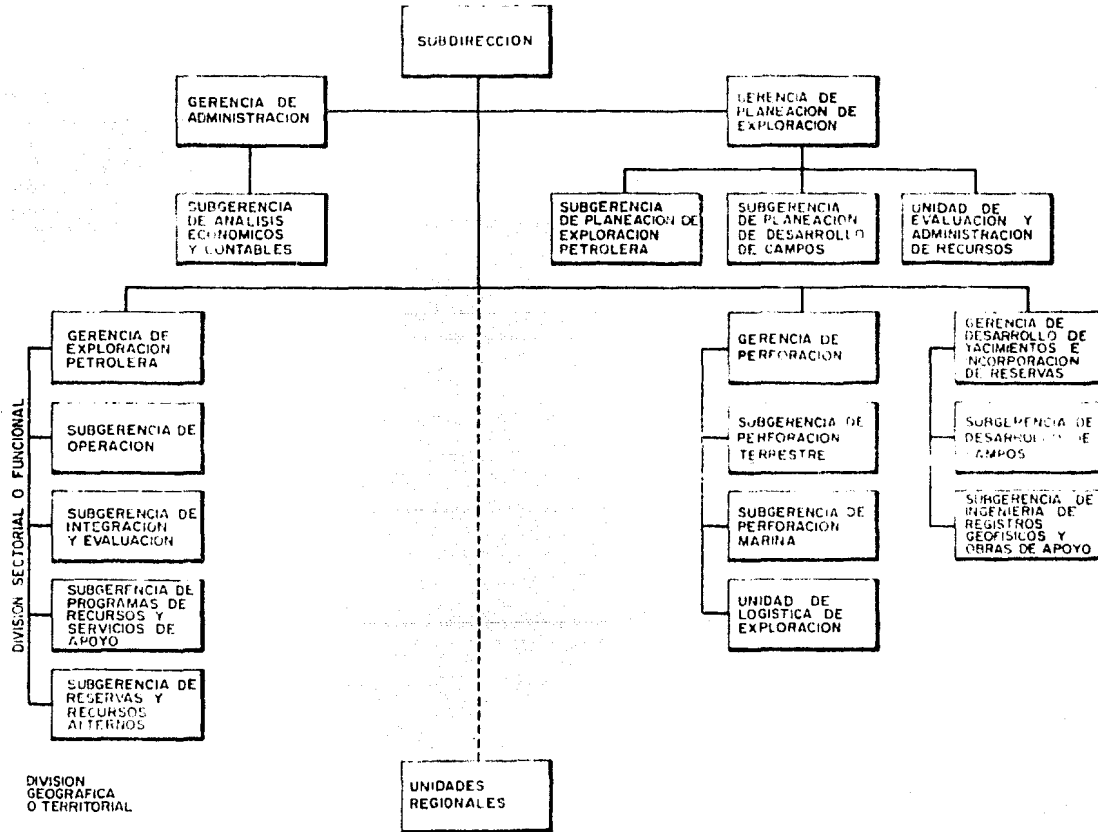 SUBDIRECCION
GERENCIA DE
ADMINISTRACION
GERENCIA DE
PLANEACION DE
EXPLORACION
SUBGERENCIA
DE ANALISIS
ECONOMICOS
Y CONTABLES
SUBGERENCIA
DE PLANEACION DE
EXPLORACION
PETROLERA
SUBGERENCIA
DE PLANEACION
DE DESARROLLO
DE CAMPOS
UNIDAD DE
EVALUACION Y
ADMINISTRACION
DE RECURSOS
DIVISION SECTORIAL O FUNCIONAL
GERENCIA DE
EXPLORACION
PETROLERA
SUBGERENCIA DE
OPERACION
SUBGERENCIA DE
INTEGRACION
Y EVALUACION
SUBGERENCIA DE
PROGRAMAS DE
RECURSOS Y
SERVICIOS DE
APOYO
SUBGERENCIA DE
RESERVAS Y
RECURSOS
ALTERNOS
GERENCIA DE
PERFORACION
SUBGERENCIA DE
PERFORACION
TERRESTRE
SUBGERENCIA DE
PERFORACION
MARINA
UNIDAD DE
LOGISTICA DE
EXPLORACION
GERENCIA DE
DESARROLLO DE
YACIMIENTOS E
INCORPORACION
DE RESERVAS
SUBGERENCIA DE
DESARROLLO DE
CAMPOS
SUBGERENCIA DE
INGENIERIA DE
REGISTROS
GEOFISICOS Y
OBRAS DE APOYO
DIVISION
GEOGRAFICA
O TERRITORIAL
UNIDADES
REGIONALES